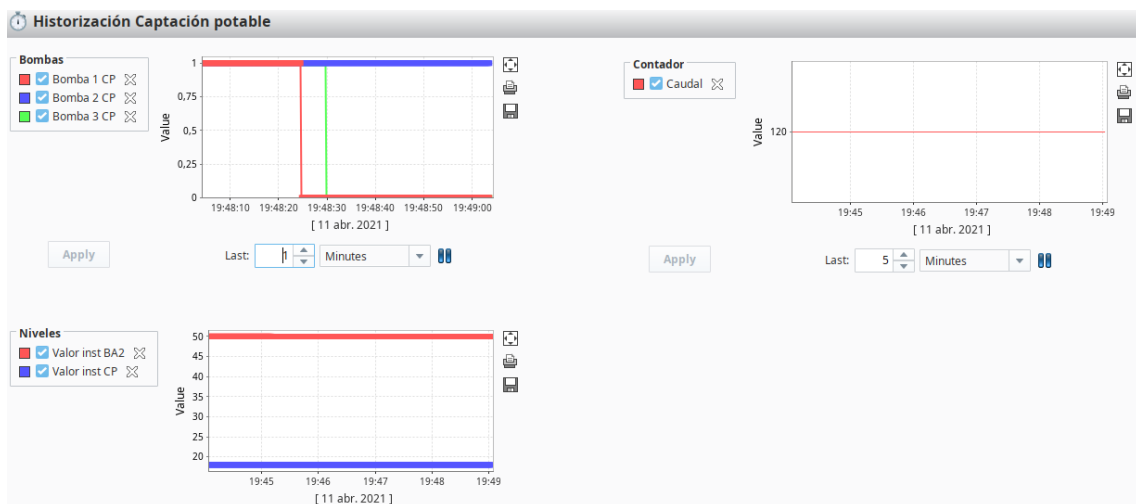 Historización Captación potable
Bombas
Bomba 1 CP
Bomba 2 CP
Bomba 3 CP
Value
1
0,75
0,5
0,25
0
19:48:10 19:48:20 19:48:30 19:48:40 19:48:50 19:49:00
[ 11 abr. 2021 ]
Apply
Last: 1 Minutes
Contador
Caudal
Value
120
19:45 19:46 19:47 19:48 19:49
[ 11 abr. 2021 ]
Apply
Last: 5 Minutes
Niveles
Valor inst BA2
Valor inst CP
Value
50
45
40
35
30
25
20
19:45 19:46 19:47 19:48 19:49
[ 11 abr. 2021 ]